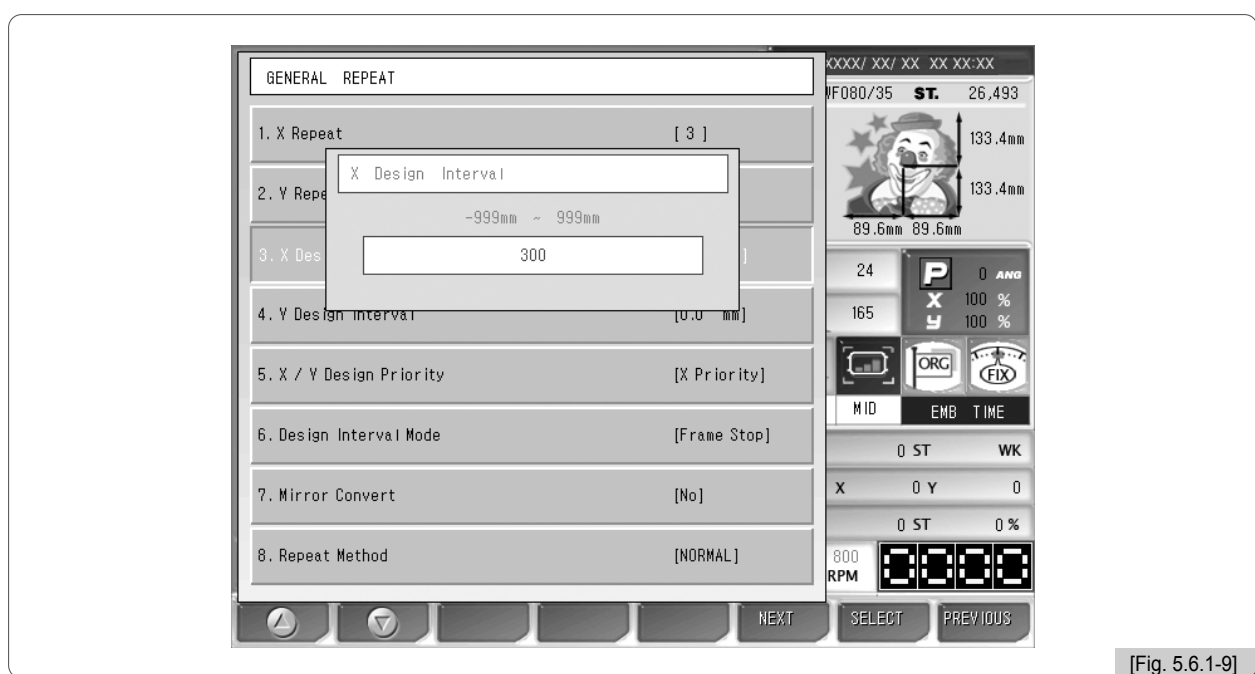 GENERAL REPEAT
XXXX/ XX/ XX XX XX:XX
WF080/35 ST. 26,493
1. X Repeat [ 3 ]
133.4mm
X Design Interval
2. Y Repe
133.4mm
-999mm ~ 999mm
89.6mm 89.6mm
3. X Des 300 ]
24 P 0 ANG
X 100 %
4. Y Design Interval [0.0 mm] 165
Y 100 %
ORG FIX
5. X / Y Design Priority [X Priority]
MID EMB TIME
6. Design Interval Mode [Frame Stop]
0 ST WK
7. Mirror Convert [No]
X 0 Y 0
0 ST 0 %
8. Repeat Method [NORMAL]
800
RPM 0000
NEXT SELECT PREVIOUS
[Fig. 5.6.1-9]